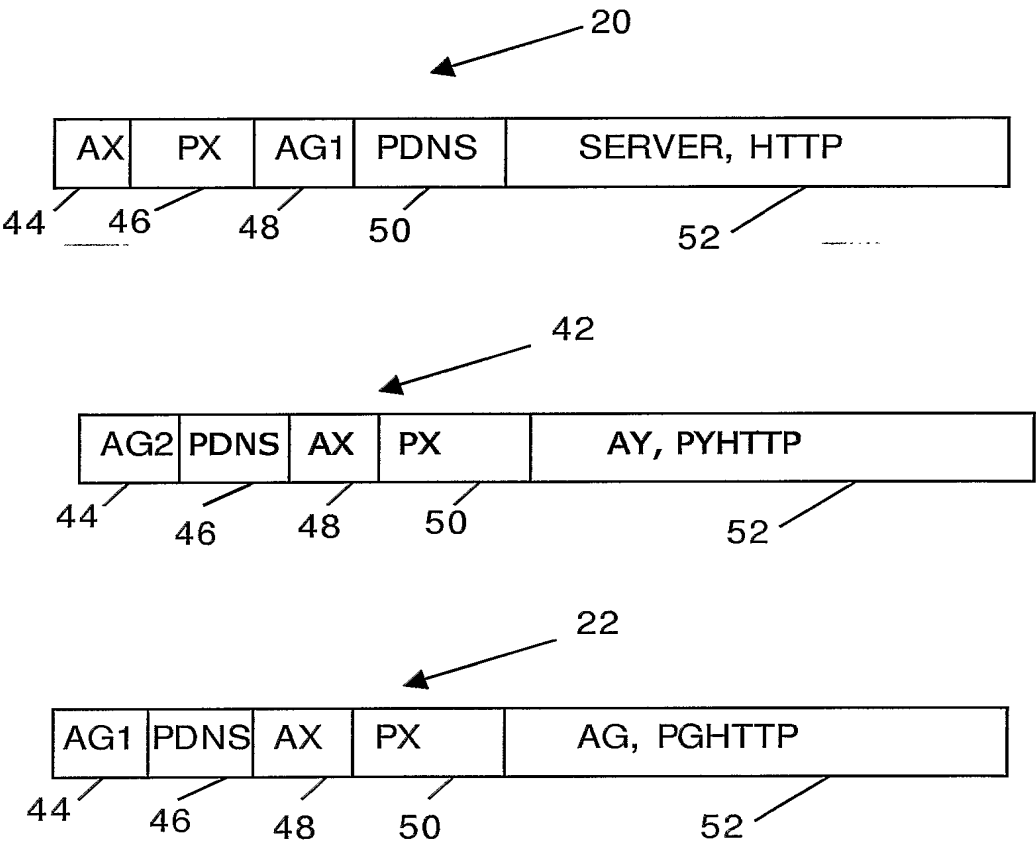 20
AX PX AG1 PDNS SERVER, HTTP
44 46 48 50 52
42
AG2 PDNS AX PX AY, PYHTTP
44 46 48 50 52
22
AG1 PDNS AX PX AG, PGHTTP
44 46 48 50 52